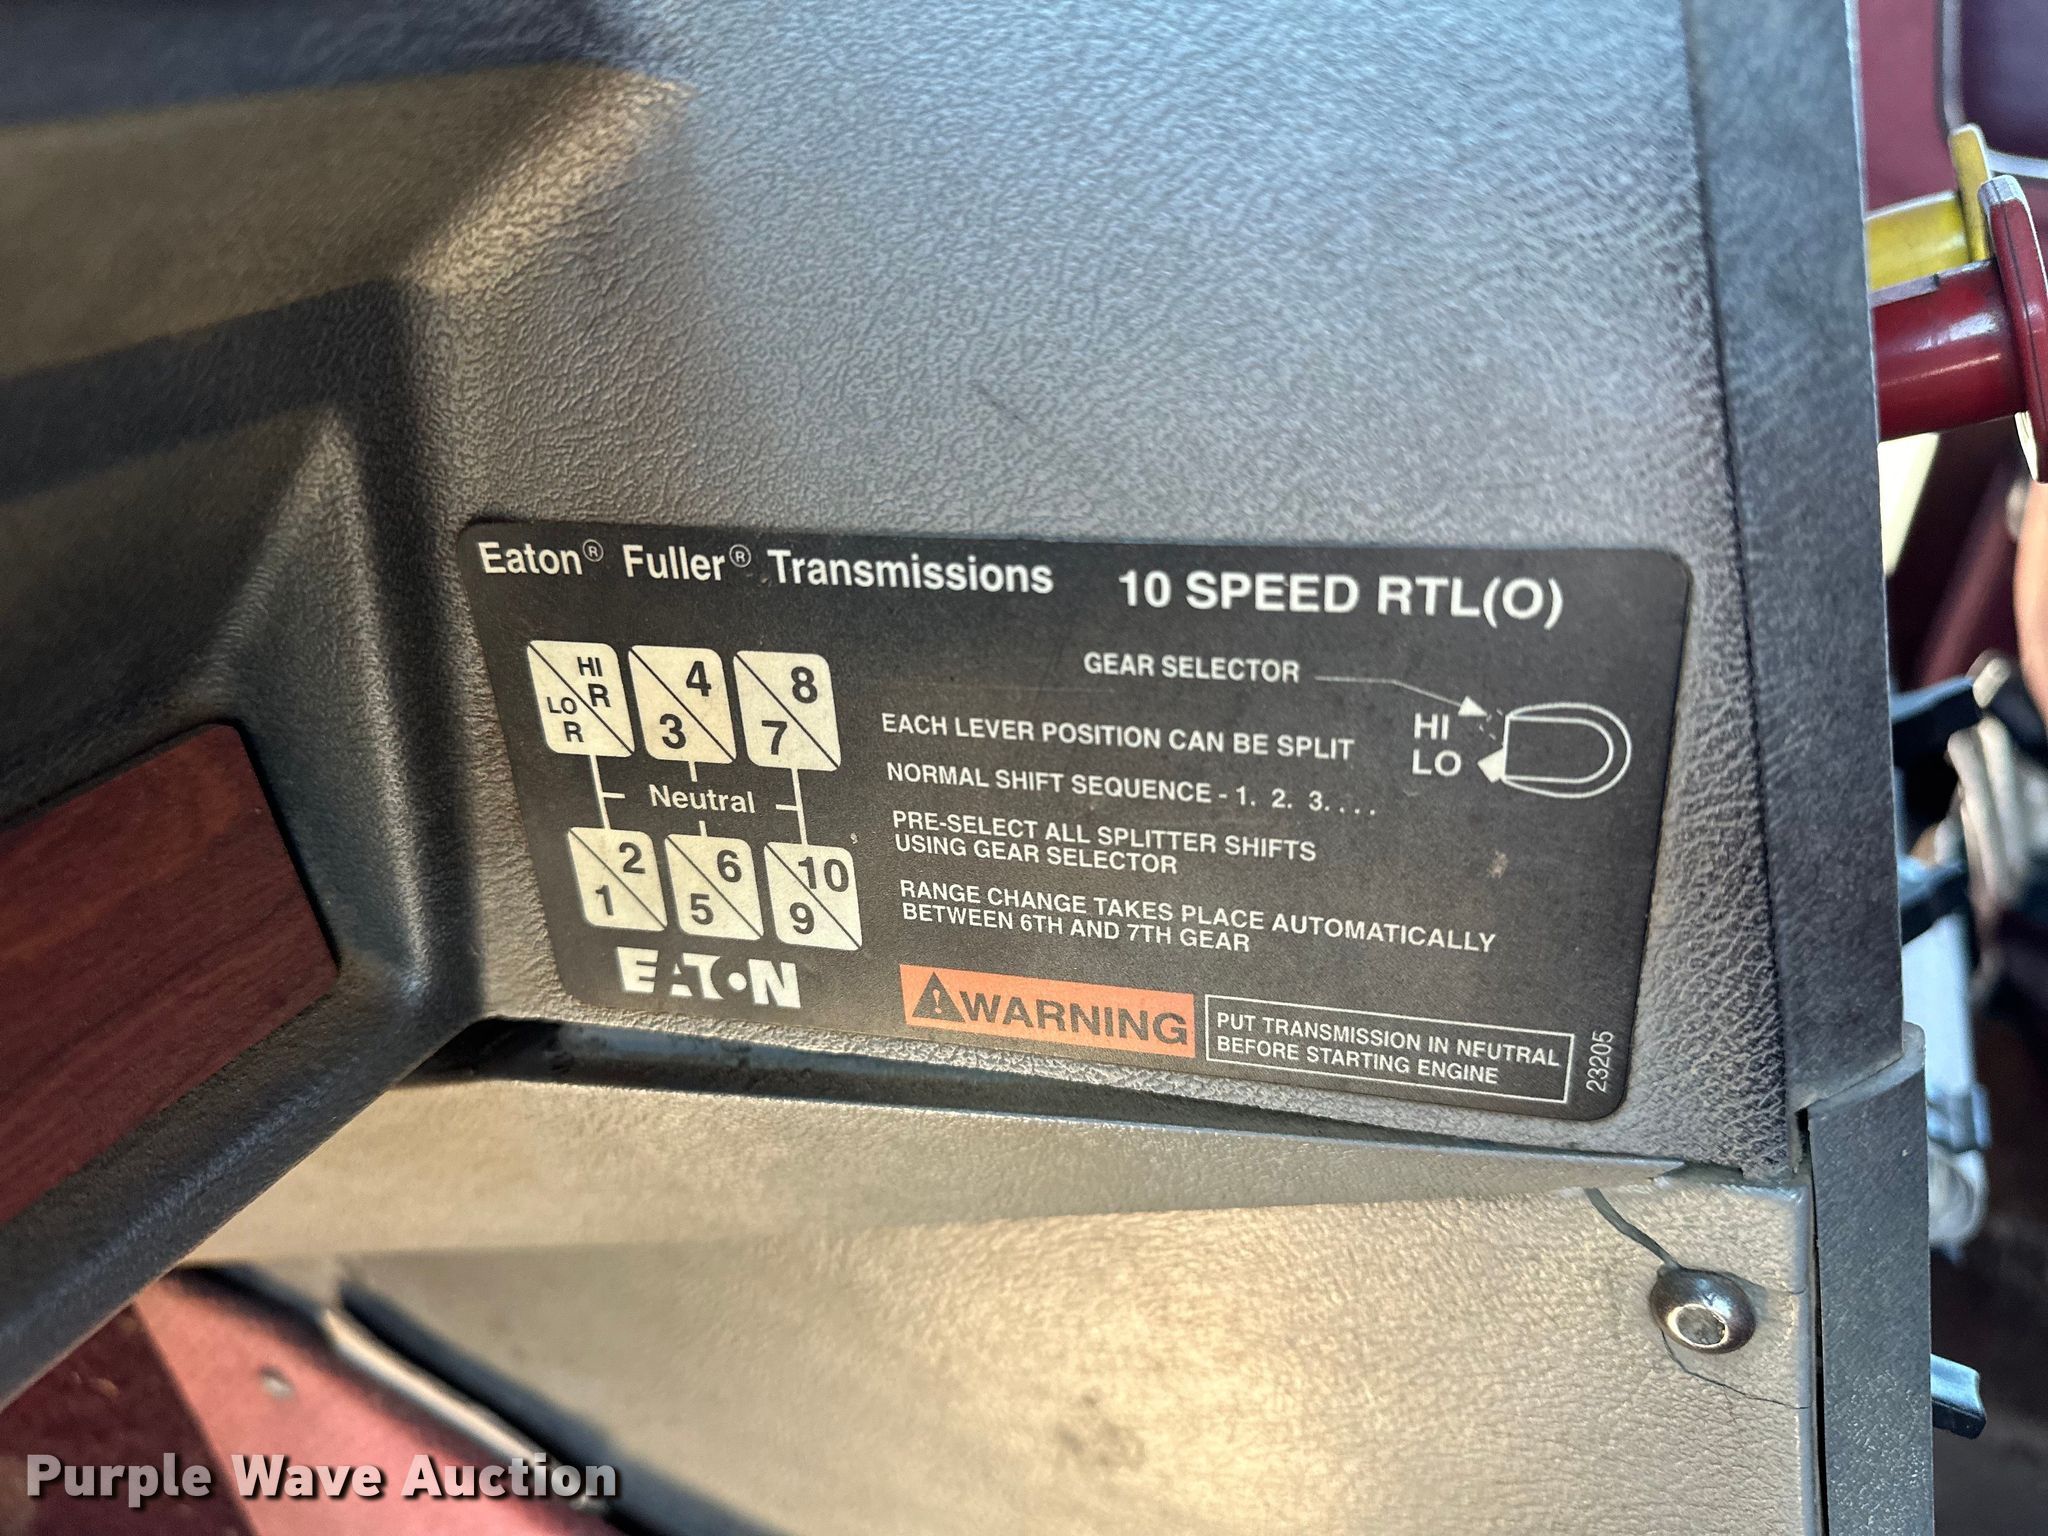 Eaton® Fuller® Transmissions 10 SPEED RTL(O)
HI
R
LO
R
4
3
8
7
Neutral
2
1
6
5
10
9
EATON
GEAR SELECTOR
HI
LO
EACH LEVER POSITION CAN BE SPLIT
NORMAL SHIFT SEQUENCE - 1. 2. 3. . . .
PRE-SELECT ALL SPLITTER SHIFTS
USING GEAR SELECTOR
RANGE CHANGE TAKES PLACE AUTOMATICALLY
BETWEEN 6TH AND 7TH GEAR
WARNING
PUT TRANSMISSION IN NEUTRAL
BEFORE STARTING ENGINE
23205
Purple Wave Auction